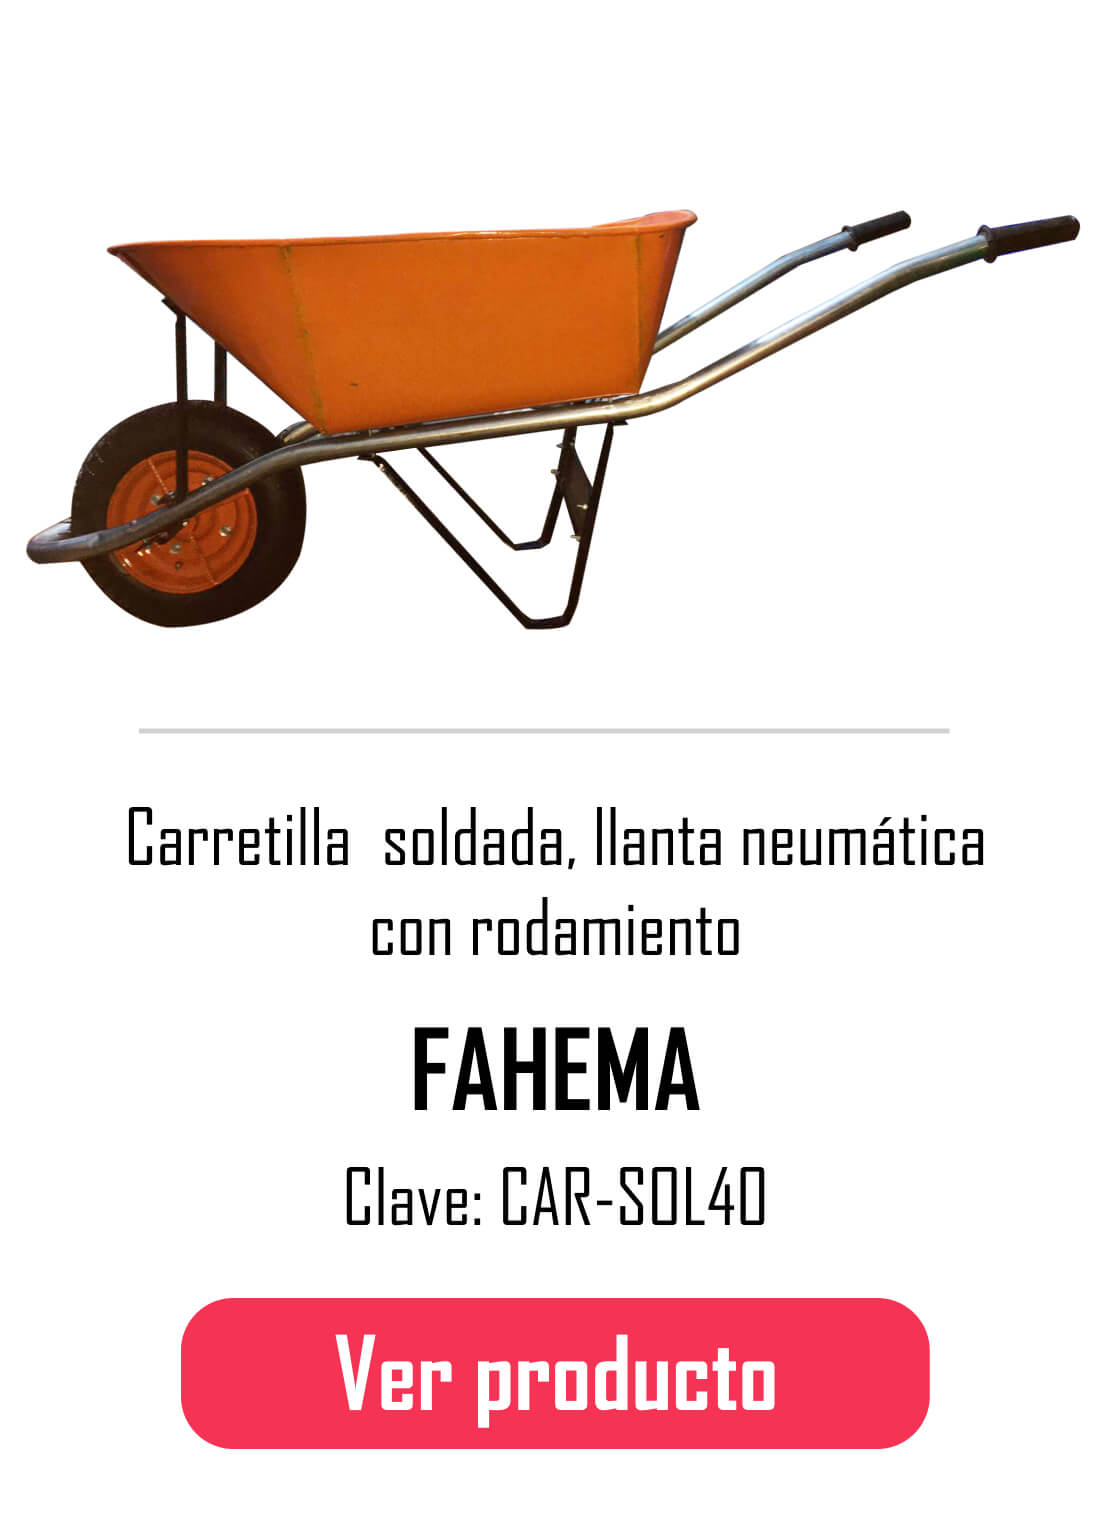 Carretilla  soldada, llanta neumática
con rodamiento
FAHEMA
Clave: CAR-SOL40
Ver producto